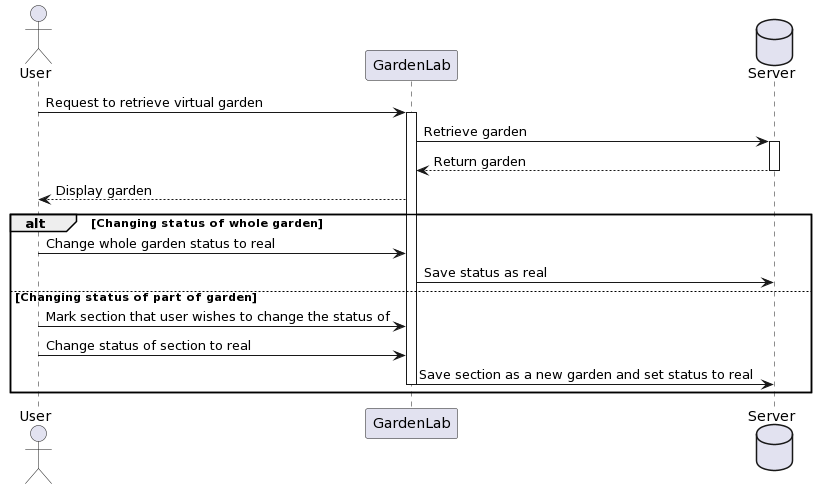 User
GardenLab
Server
Request to retrieve virtual garden
Retrieve garden
Return garden
Display garden
alt [Changing status of whole garden]
Change whole garden status to real
Save status as real
[Changing status of part of garden]
Mark section that user wishes to change the status of
Change status of section to real
Save section as a new garden and set status to real
User
GardenLab
Server